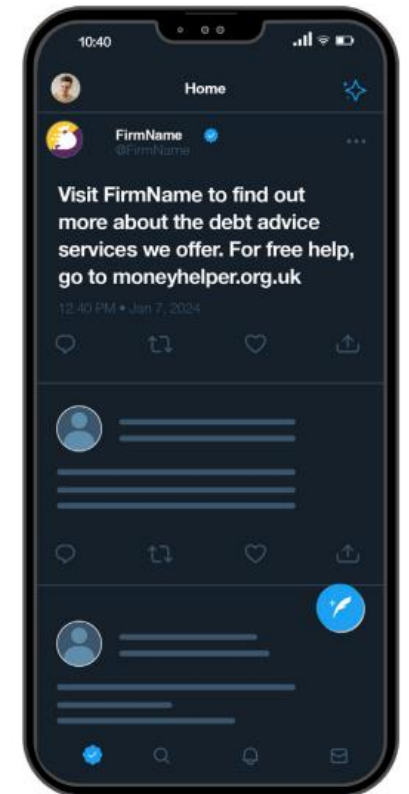 10:40
Home
FirmName
@FirmName
Visit FirmName to find out
more about the debt advice
services we offer. For free help,
go to moneyhelper.org.uk
12:40 PM • Jan 7, 2024